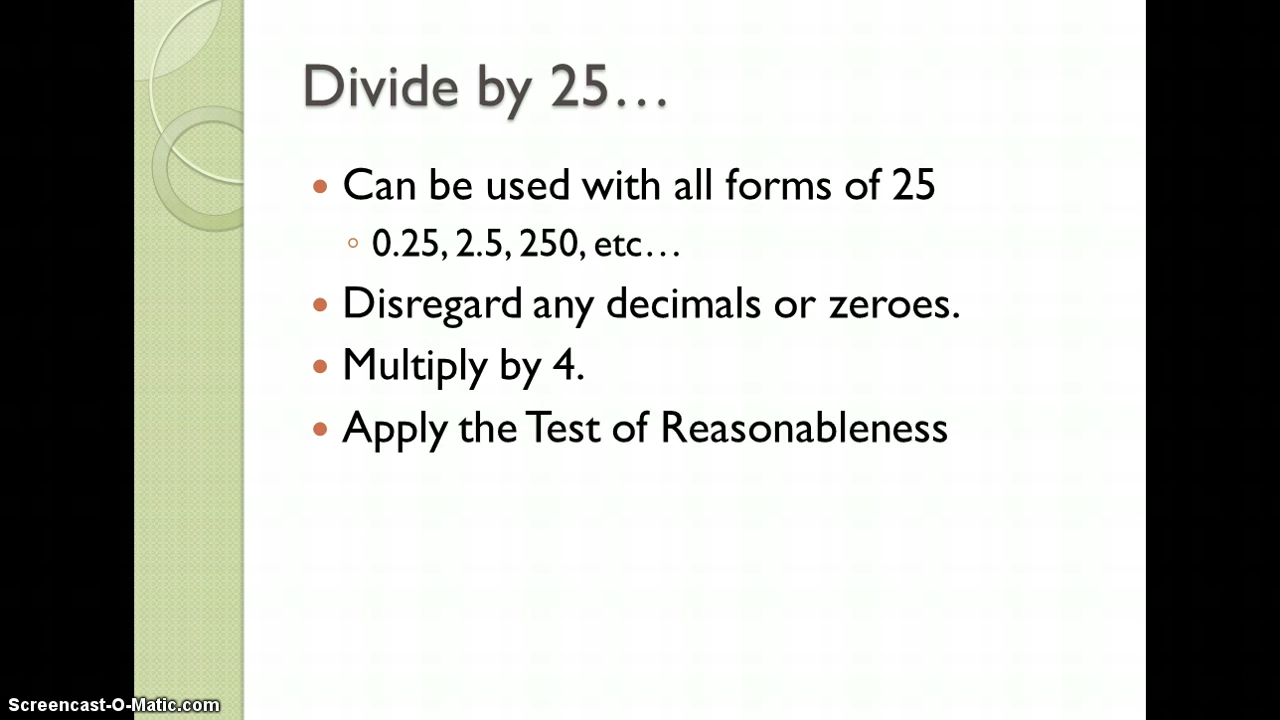 Divide by 25…
• Can be used with all forms of 25
◦ 0.25, 2.5, 250, etc…
• Disregard any decimals or zeroes.
• Multiply by 4.
• Apply the Test of Reasonableness
Screencast-O-Matic.com